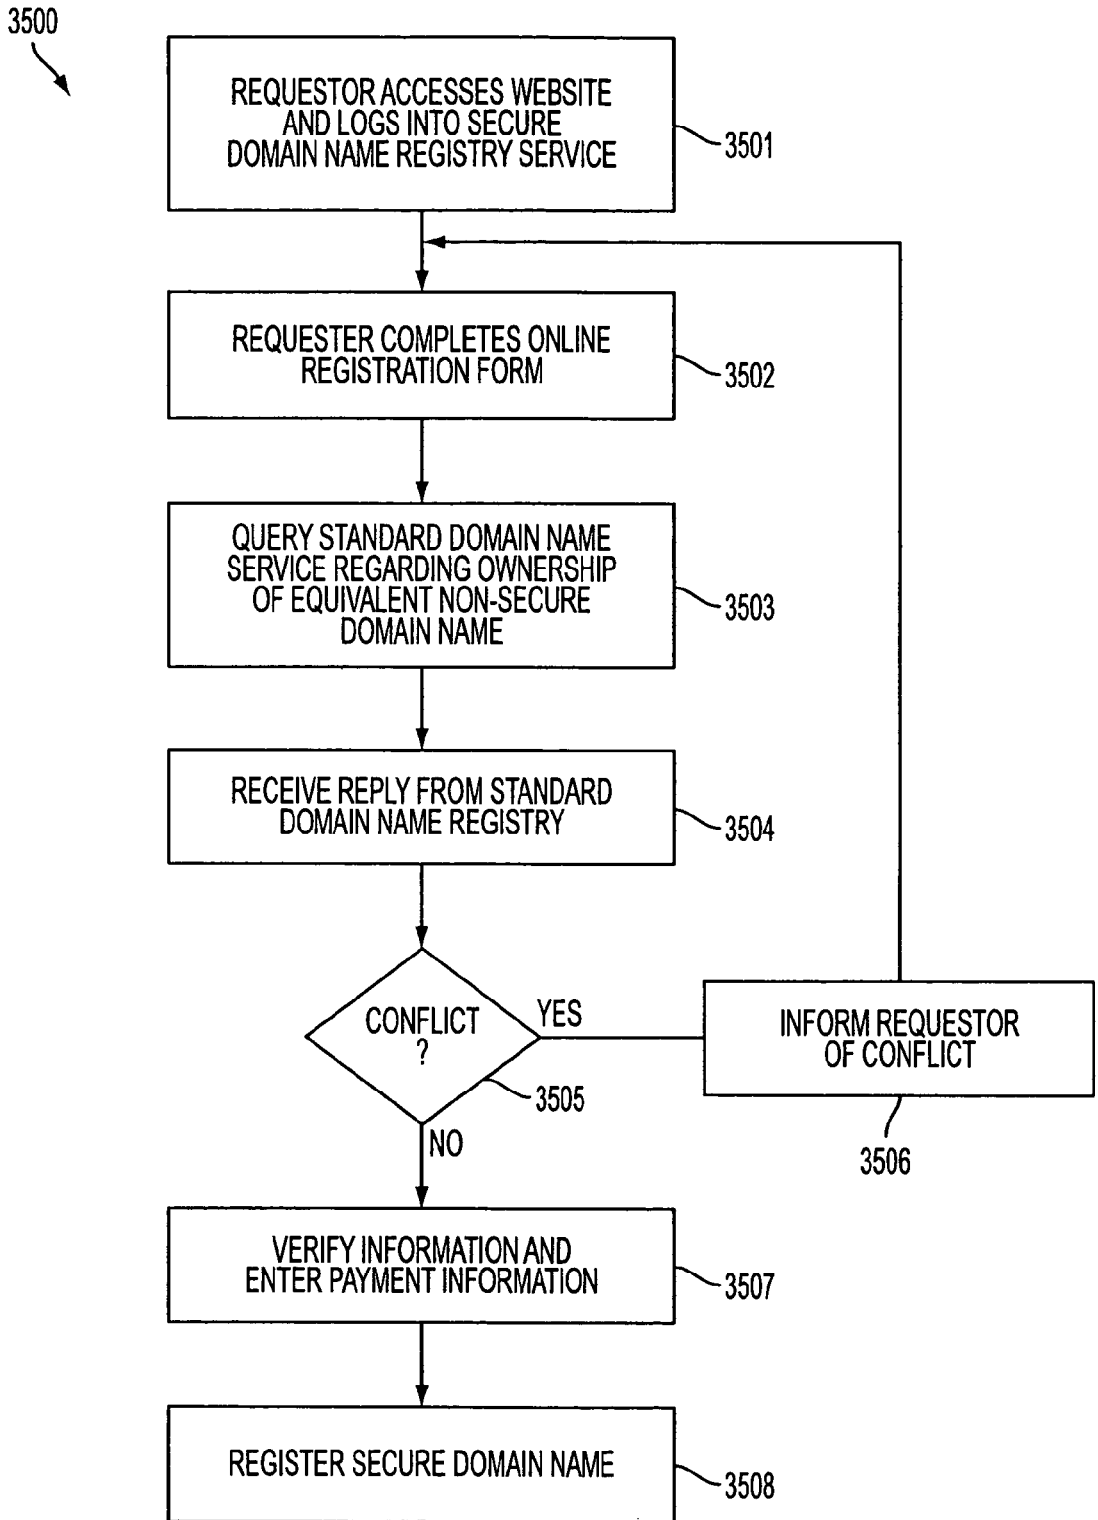 3500
REQUESTOR ACCESSES WEBSITE
AND LOGS INTO SECURE
DOMAIN NAME REGISTRY SERVICE
3501
REQUESTER COMPLETES ONLINE
REGISTRATION FORM
3502
QUERY STANDARD DOMAIN NAME
SERVICE REGARDING OWNERSHIP
OF EQUIVALENT NON-SECURE
DOMAIN NAME
3503
RECEIVE REPLY FROM STANDARD
DOMAIN NAME REGISTRY
3504
CONFLICT
?
YES
3505
NO
INFORM REQUESTOR
OF CONFLICT
3506
VERIFY INFORMATION AND
ENTER PAYMENT INFORMATION
3507
REGISTER SECURE DOMAIN NAME
3508